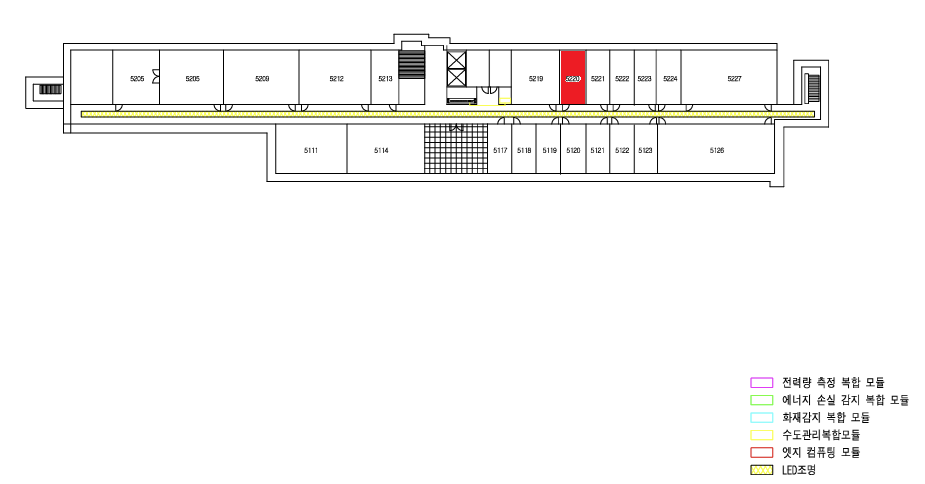 5205 5205 5209 5212 5213 5219 5220 5221 5222 5223 5224 5227
5111 5114 5117 5118 5119 5120 5121 5122 5123 5126
전력량 측정 복합 모듈
에너지 손실 감지 복합 모듈
화재감지 복합 모듈
수도관리복합모듈
엣지 컴퓨팅 모듈
LED조명